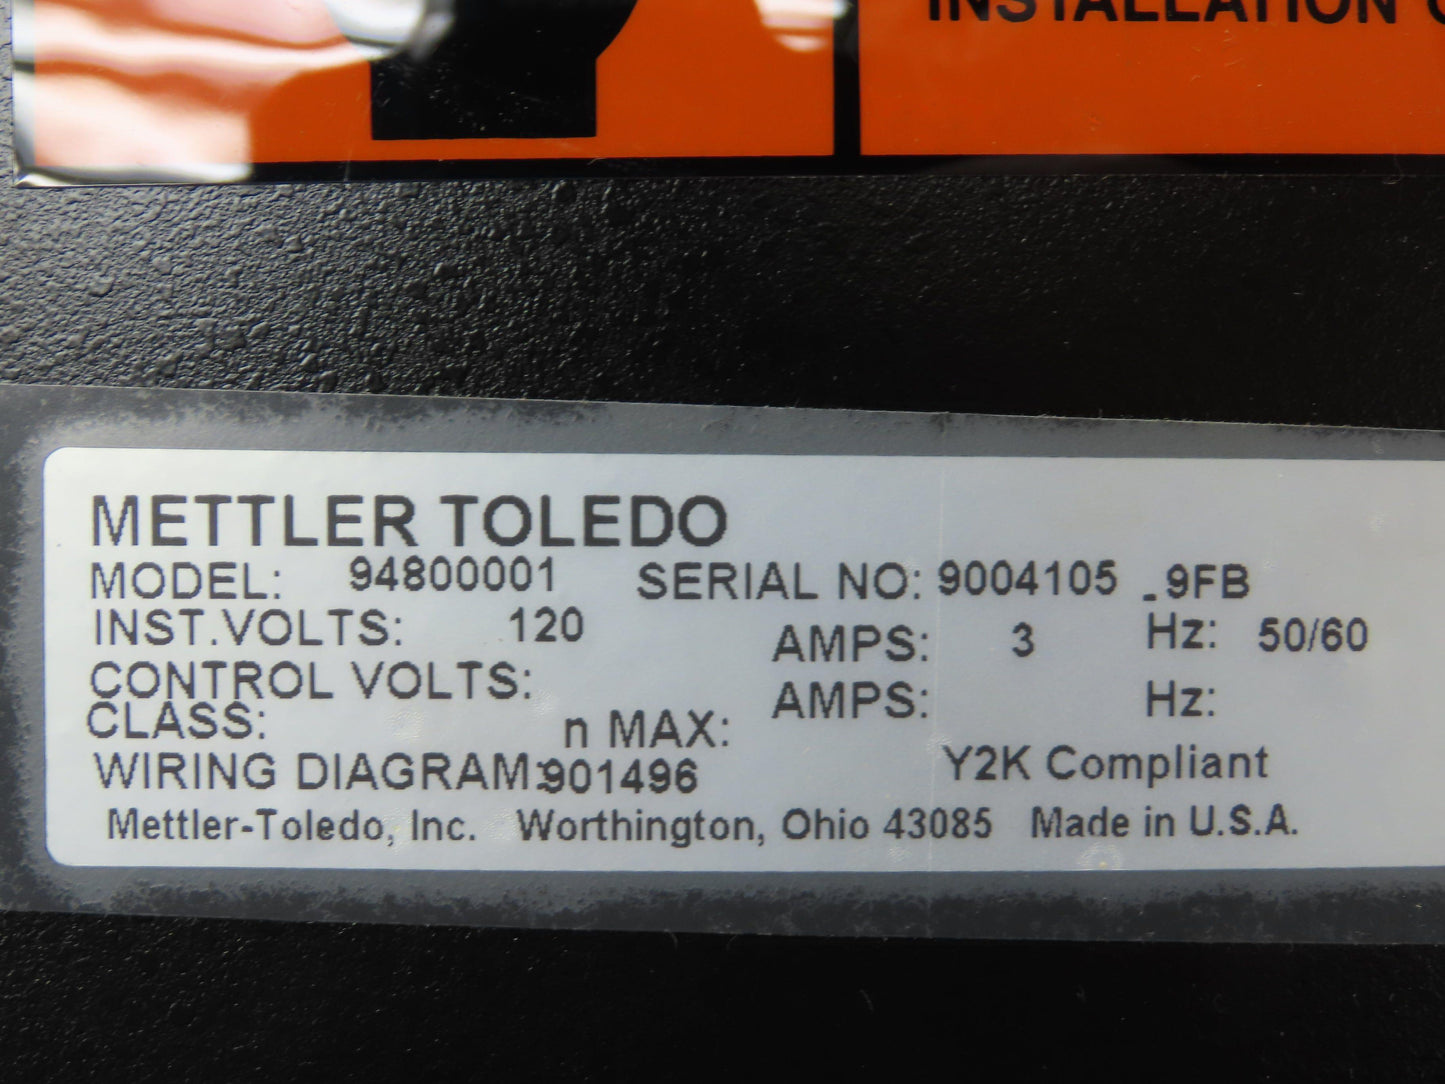 INSTALLATION
METTLER TOLEDO
MODEL: 94800001 SERIAL NO: 9004105 .9FB
INST.VOLTS: 120 AMPS: 3 Hz: 50/60
CONTROL VOLTS: AMPS: Hz:
CLASS: n MAX:
WIRING DIAGRAM:901496 Y2K Compliant
Mettler-Toledo, Inc. Worthington, Ohio 43085 Made in U.S.A.